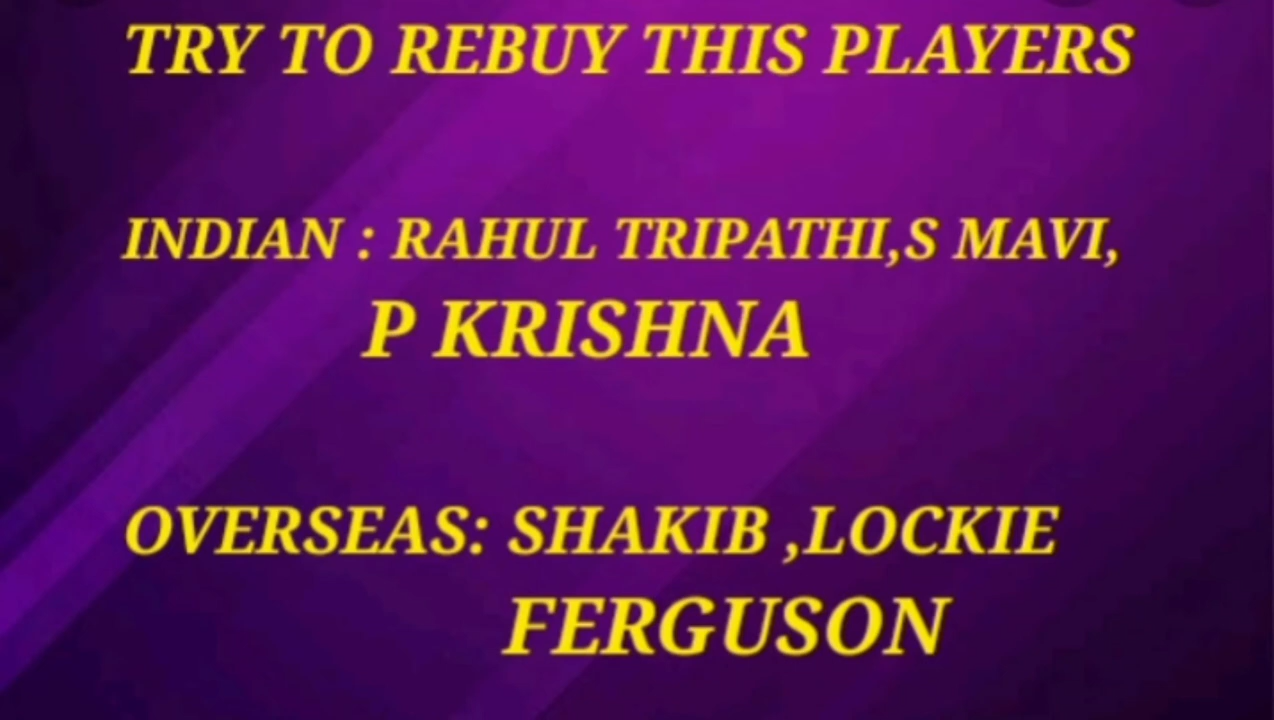 TRY TO REBUY THIS PLAYERS
INDIAN : RAHUL TRIPATHI,S MAVI,
P KRISHNA
OVERSEAS: SHAKIB ,LOCKIE
FERGUSON